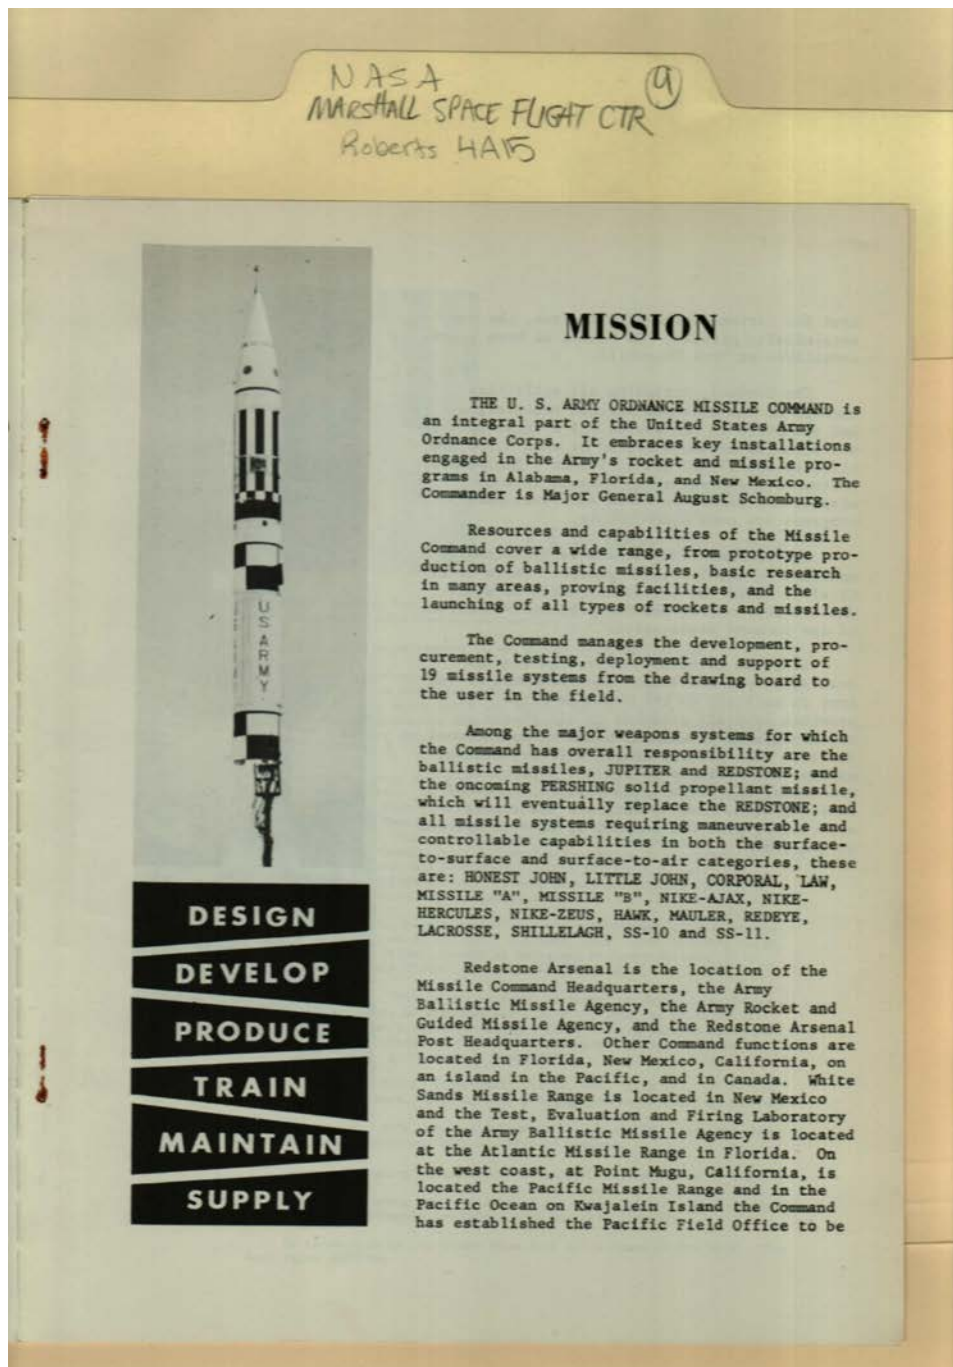 NASA
MARSHALL SPACE FLIGHT CTR 9
Roberts 4A15
US ARMY
DESIGN
DEVELOP
PRODUCE
TRAIN
MAINTAIN
SUPPLY
MISSION
THE U. S. ARMY ORDNANCE MISSILE COMMAND is
an integral part of the United States Army
Ordnance Corps. It embraces key installations
engaged in the Army's rocket and missile pro-
grams in Alabama, Florida, and New Mexico. The
Commander is Major General August Schomburg.
Resources and capabilities of the Missile
Command cover a wide range, from prototype pro-
duction of ballistic missiles, basic research
in many areas, proving facilities, and the
launching of all types of rockets and missiles.
The Command manages the development, pro-
curement, testing, deployment and support of
19 missile systems from the drawing board to
the user in the field.
Among the major weapons systems for which
the Command has overall responsibility are the
ballistic missiles, JUPITER and REDSTONE; and
the oncoming PERSHING solid propellant missile,
which will eventually replace the REDSTONE; and
all missile systems requiring maneuverable and
controllable capabilities in both the surface-
to-surface and surface-to-air categories, these
are: HONEST JOHN, LITTLE JOHN, CORPORAL, LAW,
MISSILE "A", MISSILE "B", NIKE-AJAX, NIKE-
HERCULES, NIKE-ZEUS, HAWK, MAULER, REDEYE,
LACROSSE, SHILLELAGH, SS-10 and SS-11.
Redstone Arsenal is the location of the
Missile Command Headquarters, the Army
Ballistic Missile Agency, the Army Rocket and
Guided Missile Agency, and the Redstone Arsenal
Post Headquarters. Other Command functions are
located in Florida, New Mexico, California, on
an island in the Pacific, and in Canada. White
Sands Missile Range is located in New Mexico
and the Test, Evaluation and Firing Laboratory
of the Army Ballistic Missile Agency is located
at the Atlantic Missile Range in Florida. On
the west coast, at Point Mugu, California, is
located the Pacific Missile Range and in the
Pacific Ocean on Kwajalein Island the Command
has established the Pacific Field Office to be